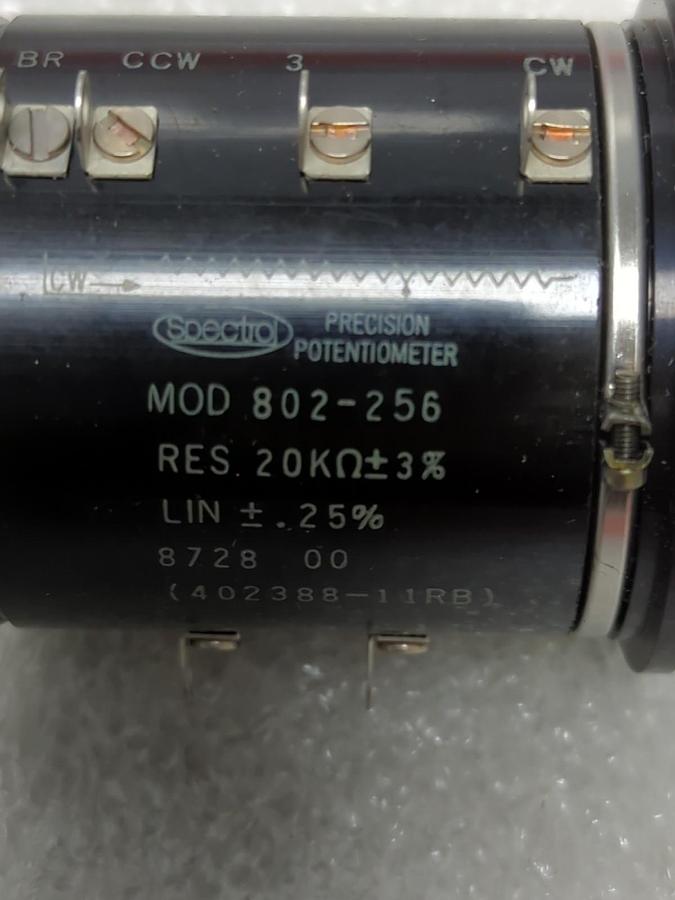 BR CCW 3 CW
CW
Spectrol PRECISION
POTENTIOMETER
MOD 802-256
RES. 20KΩ±3%
LIN ±.25%
8728 00
(402388-11RB)